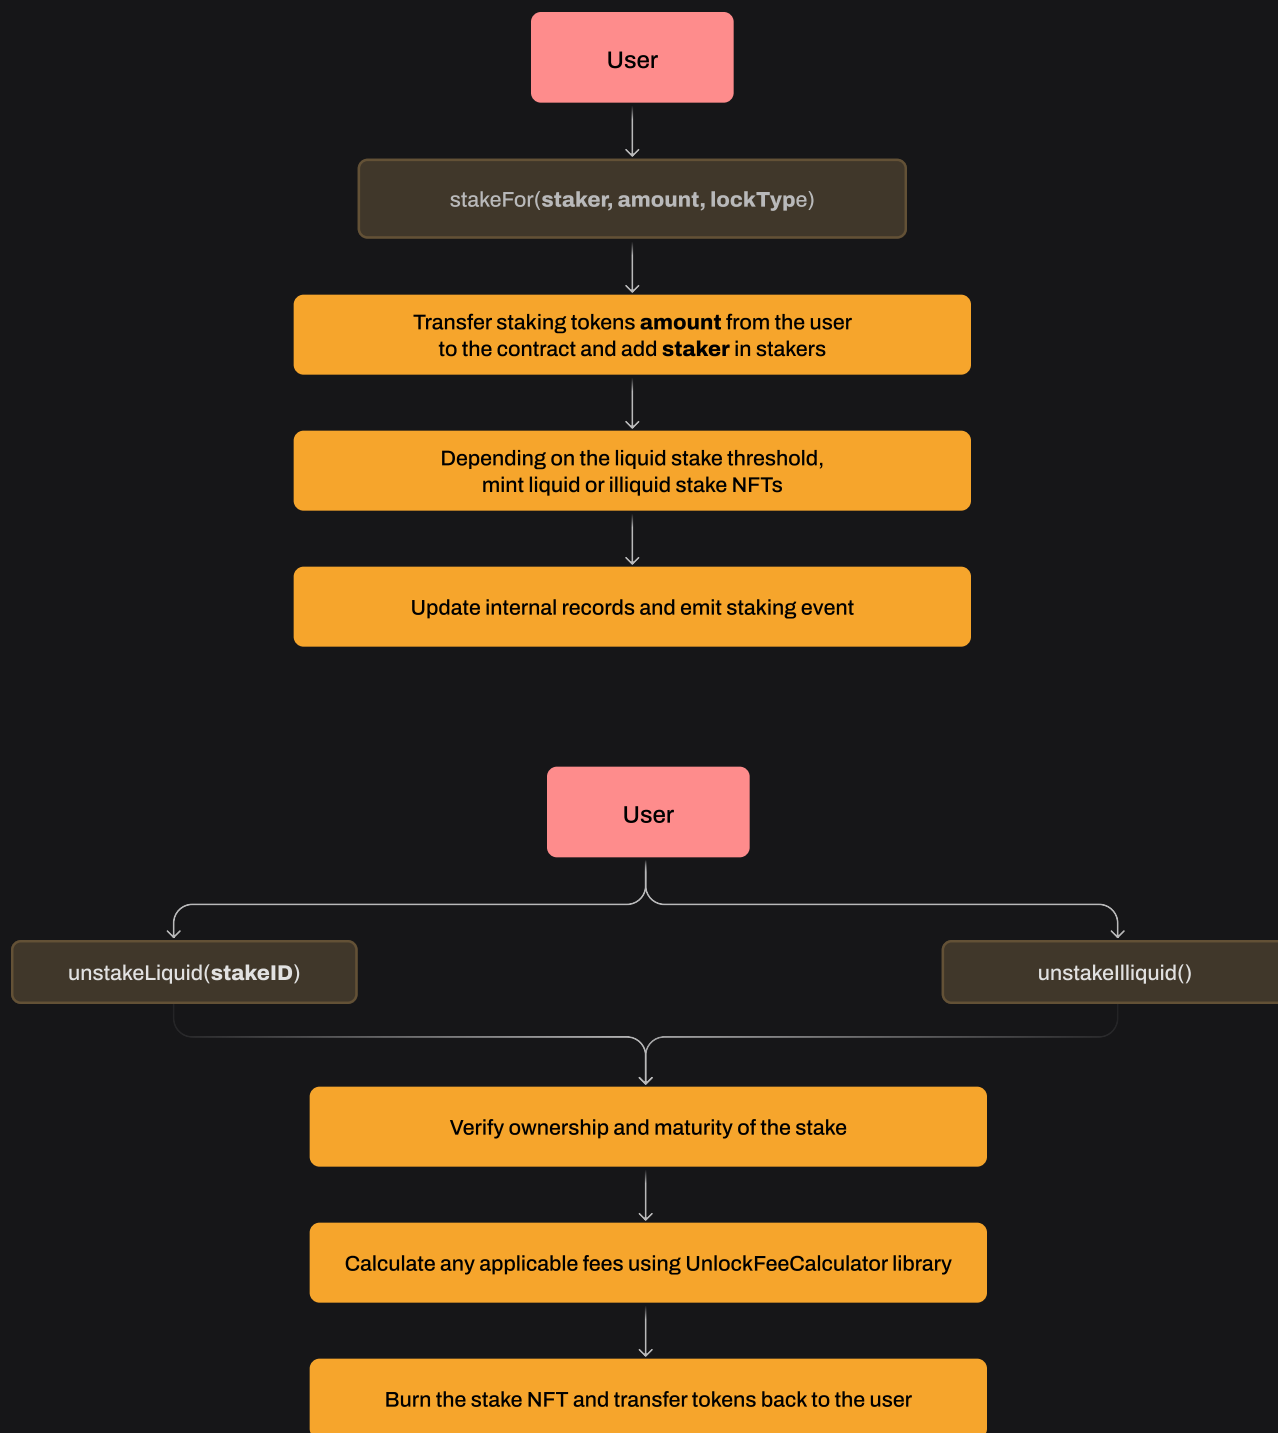 User
stakeFor(staker, amount, lockType)
Transfer staking tokens amount from the user
to the contract and add staker in stakers
Depending on the liquid stake threshold,
mint liquid or illiquid stake NFTs
Update internal records and emit staking event
User
unstakeLiquid(stakeID)
unstakeIlliquid()
Verify ownership and maturity of the stake
Calculate any applicable fees using UnlockFeeCalculator library
Burn the stake NFT and transfer tokens back to the user